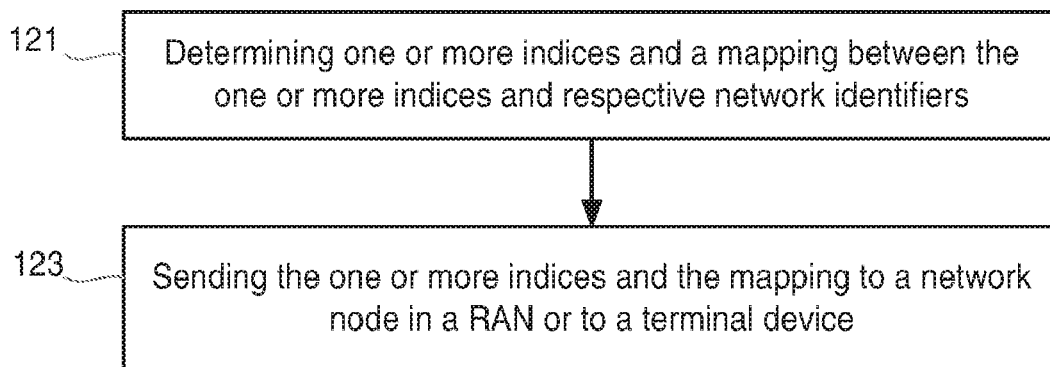 121
Determining one or more indices and a mapping between the
one or more indices and respective network identifiers
123
Sending the one or more indices and the mapping to a network
node in a RAN or to a terminal device